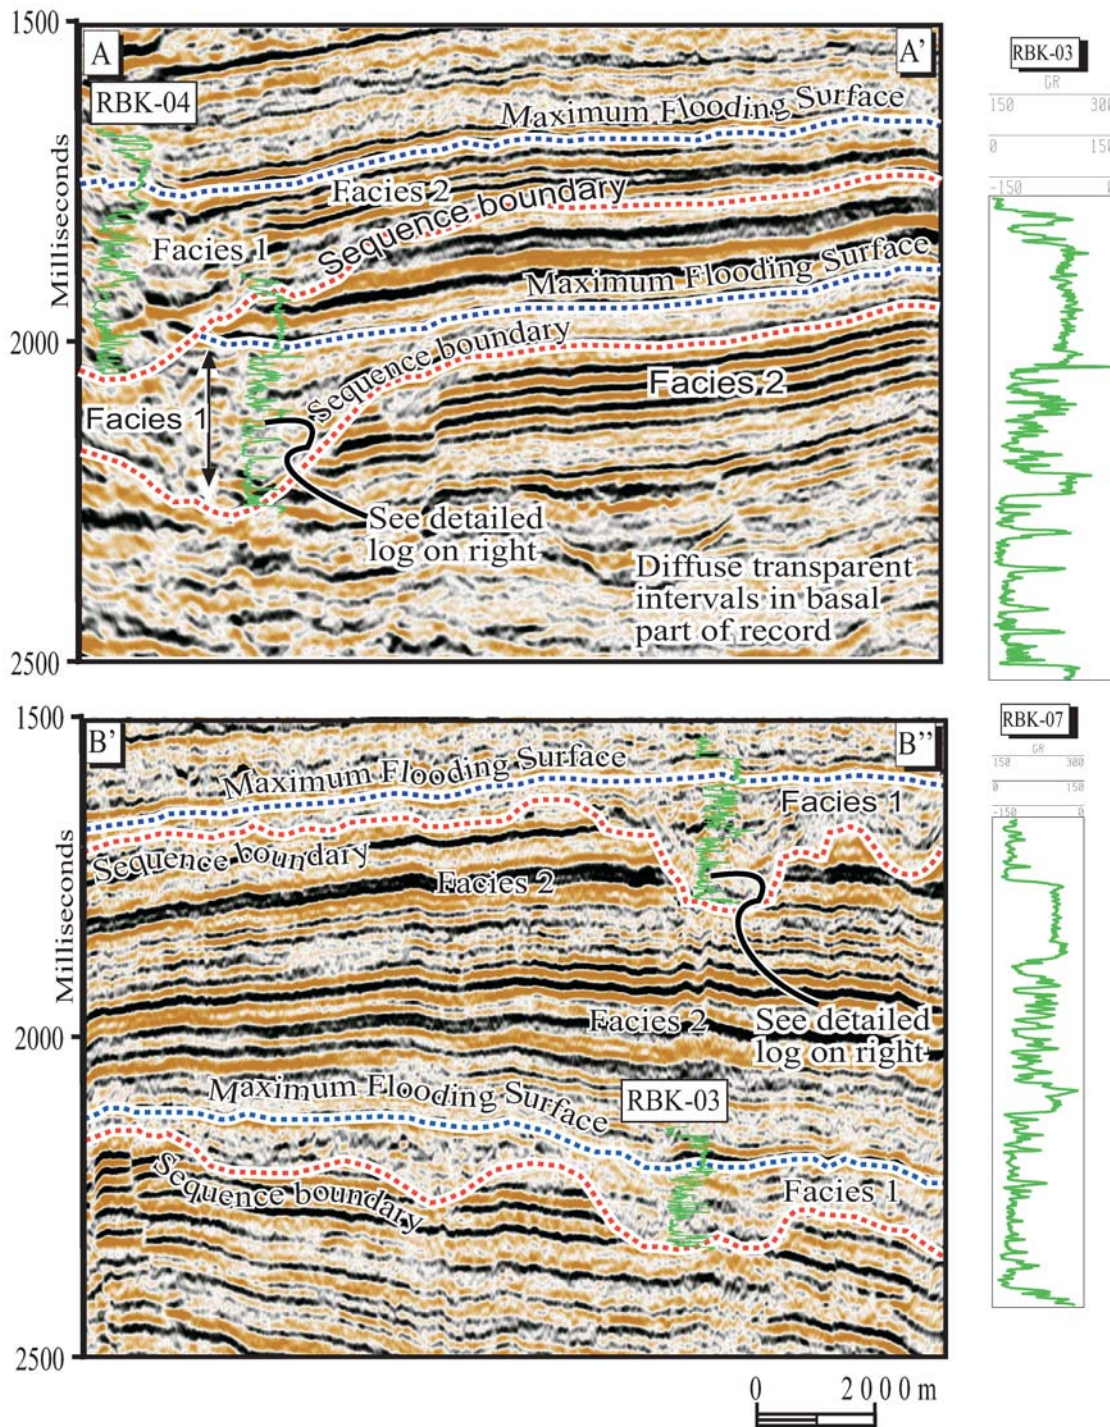 1500
A
A'
RBK-04
Maximum Flooding Surface
Facies 2
Sequence boundary
Facies 1
Maximum Flooding Surface
Milliseconds
2000
Sequence boundary
Facies 2
Facies 1
See detailed
log on right
Diffuse transparent
intervals in basal
part of record
2500
RBK-03
GR
150 300
0 150
-150 0
1500
B'
B"
Maximum Flooding Surface
Facies 1
Sequence boundary
Facies 2
Milliseconds
2000
Facies 2
See detailed
log on right
Maximum Flooding Surface
RBK-03
Sequence boundary
Facies 1
2500
0 2000 m
RBK-07
GR
150 300
0 150
-150 0